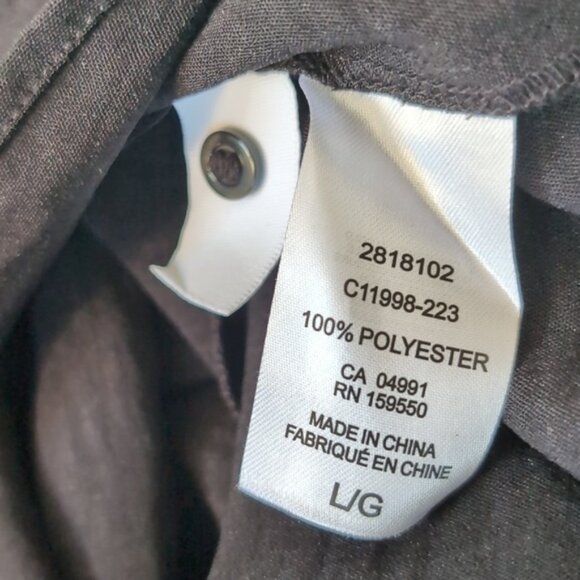 2818102
C11998-223
100% POLYESTER
CA 04991
RN 159550
MADE IN CHINA
FABRIQUÉ EN CHINE
L/G